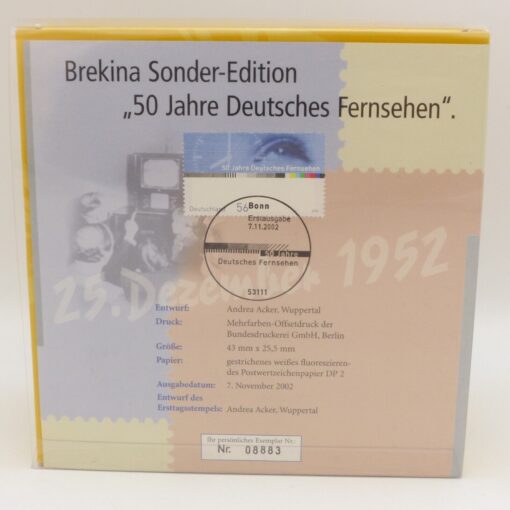 Brekina Sonder-Edition
„50 Jahre Deutsches Fernsehen“.
50 Jahre Deutsches Fernsehen
Deutschland 56
Bonn
Erstausgabe
7.11.2002
50 Jahre
Deutsches Fernsehen
53111
25. Dezember 1952
Entwurf: Andrea Acker, Wuppertal
Druck: Mehrfarben-Offsetdruck der
Bundesdruckerei GmbH, Berlin
Größe: 43 mm x 25,5 mm
Papier: gestrichenes weißes fluoreszieren-
des Postwertzeichenpapier DP 2
Ausgabedatum: 7. November 2002
Entwurf des
Ersttagsstempels: Andrea Acker, Wuppertal
Ihr persönliches Exemplar Nr.:
Nr. 08883